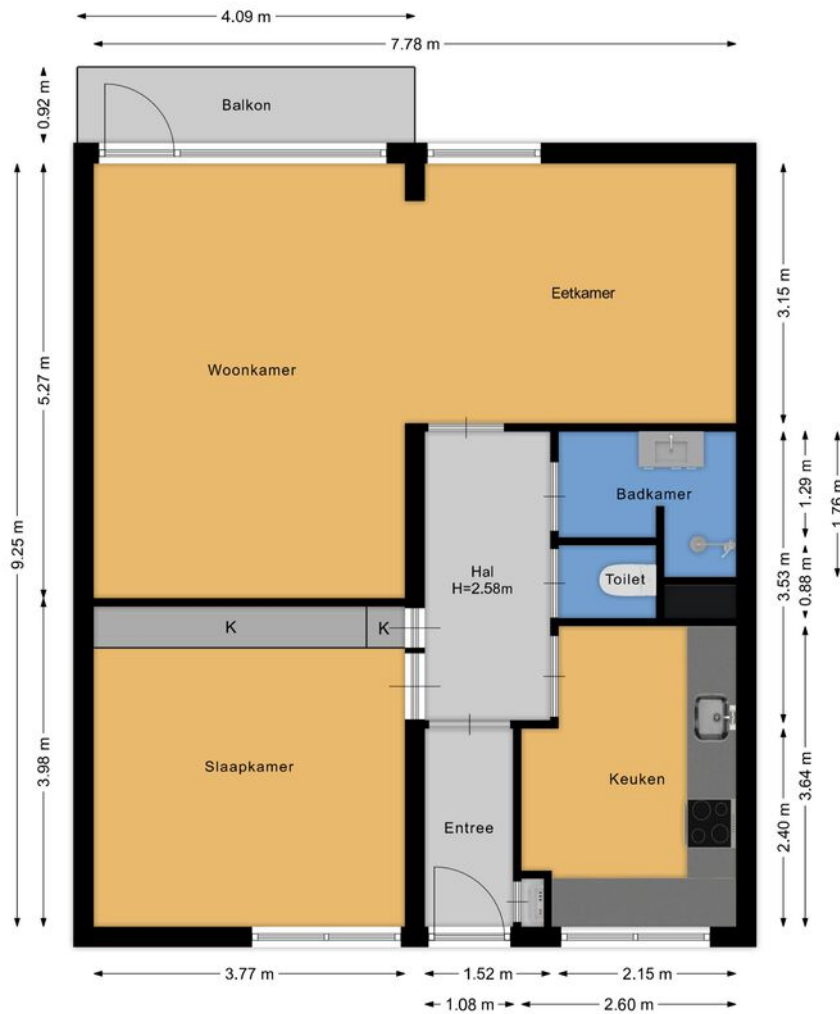 4.09 m
7.78 m
0.92 m
Balkon
Eetkamer
Woonkamer
5.27 m
9.25 m
3.15 m
Badkamer
1.29 m
1.76 m
3.53 m
0.88 m
Toilet
Hal
H=2.58m
K
K
Slaapkamer
3.98 m
Keuken
3.64 m
2.40 m
Entree
3.77 m
1.52 m
2.15 m
1.08 m
2.60 m